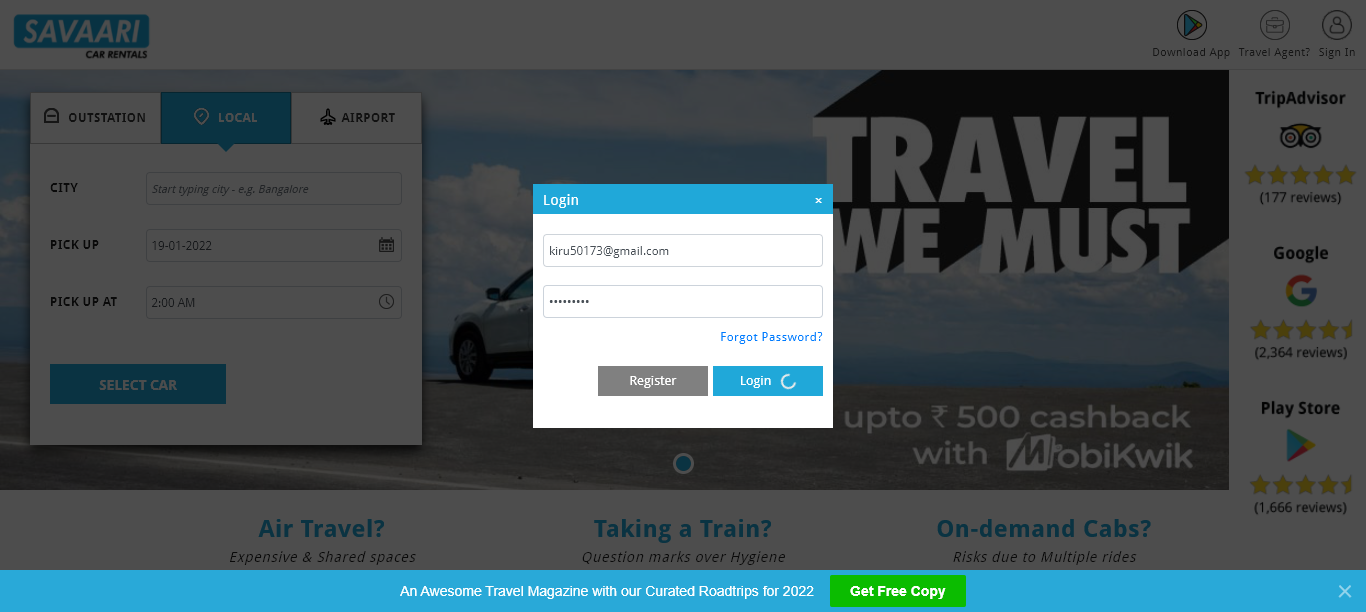 SAVAARI
CAR RENTALS
Download App
Travel Agent?
Sign In
OUTSTATION
LOCAL
AIRPORT
CITY
Start typing city - e.g. Bangalore
PICK UP
19-01-2022
PICK UP AT
2:00 AM
SELECT CAR
TRAVEL
WE MUST
upto ₹ 500 cashback
with MobiKwik
Login ×
kiru50173@gmail.com
•••••••••
Forgot Password?
Register
Login
TripAdvisor
(177 reviews)
Google
(2,364 reviews)
Play Store
(1,666 reviews)
Air Travel?
Expensive & Shared spaces
Taking a Train?
Question marks over Hygiene
On-demand Cabs?
Risks due to Multiple rides
An Awesome Travel Magazine with our Curated Roadtrips for 2022
Get Free Copy